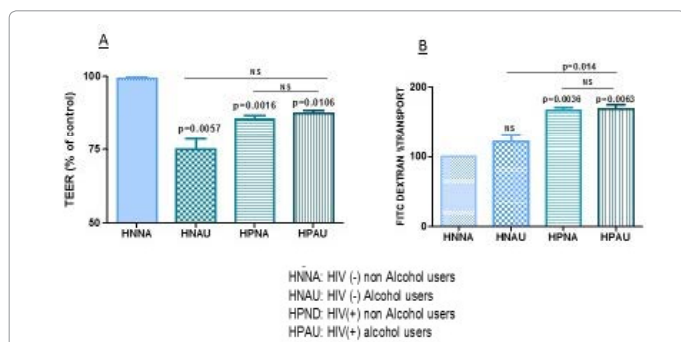 A
NS
NS
100
p=0.0016
p=0.0106
p=0.0057
75
50
TEER (% of control)
HNNA HNAU HPNA HPAU
B
p=0.014
NS
200
p=0.0036
p=0.0063
NS
100
0
FITC DEXTRAN %TRANSPORT
HNNA HNAU HPNA HPAU
HNNA: HIV (-) non Alcohol users
HNAU: HIV (-) Alcohol users
HPND: HIV(+) non Alcohol users
HPAU: HIV(+) alcohol users